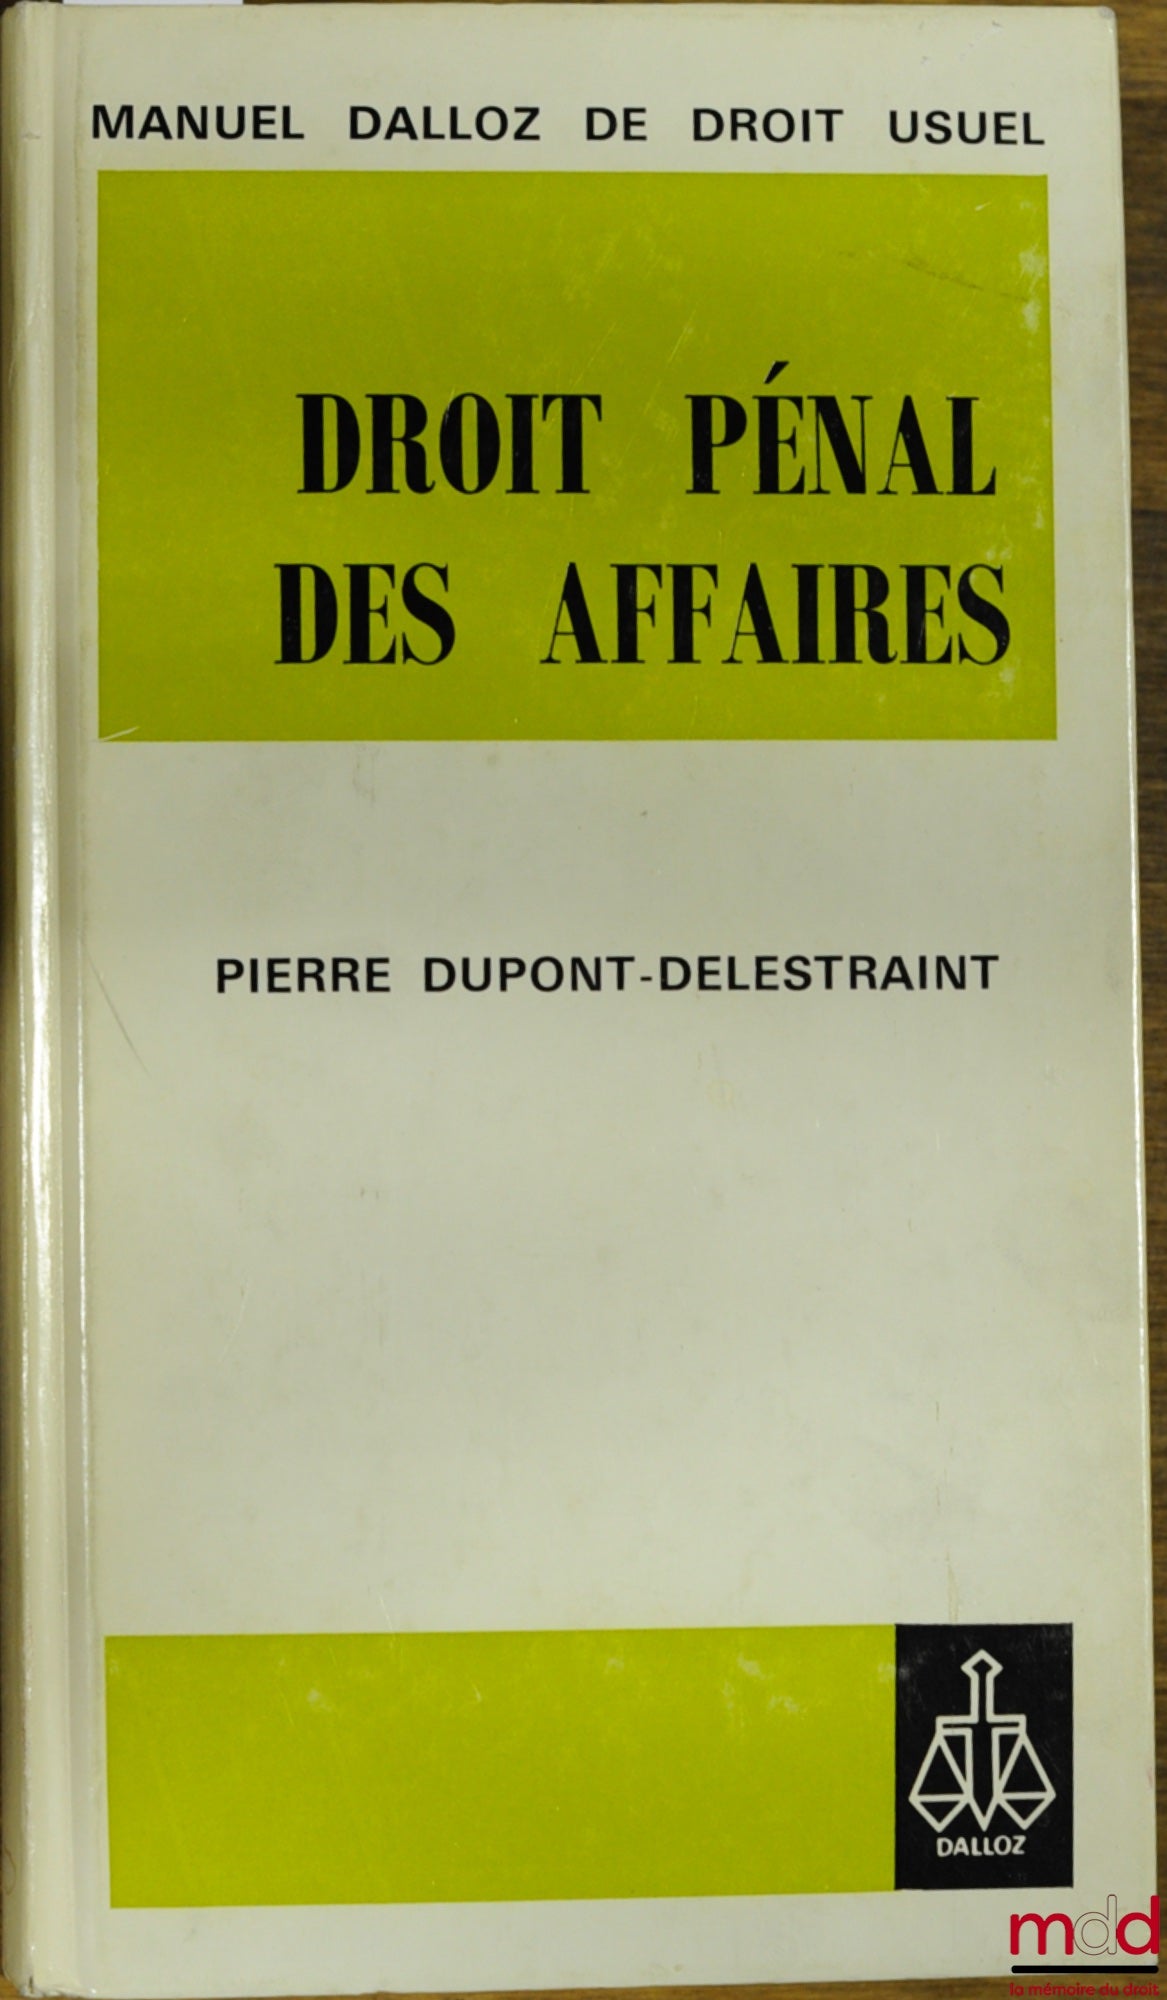 MANUEL DALLOZ DE DROIT USUEL
DROIT PÉNAL
DES AFFAIRES
PIERRE DUPONT-DELESTRAINT
DALLOZ
mdd
la mémoire du droit